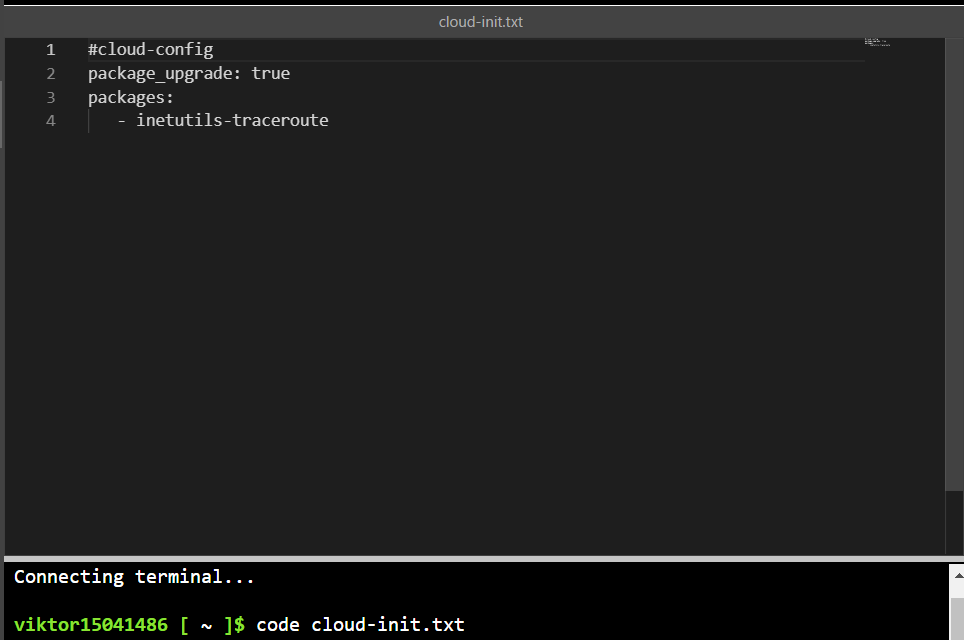 cloud-init.txt
1 #cloud-config
2 package_upgrade: true
3 packages:
4    - inetutils-traceroute
Connecting terminal...
viktor15041486 [ ~ ]$ code cloud-init.txt